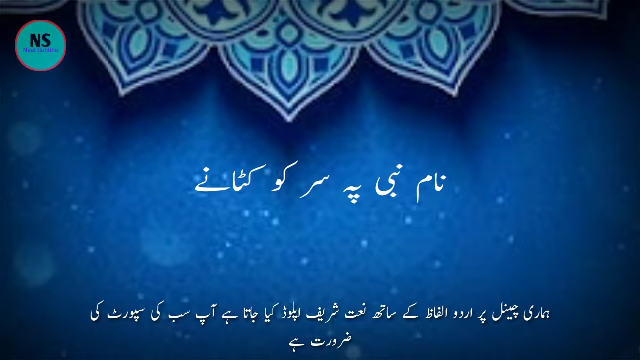 NS
نام نبی پہ سر کو کٹانے
ہماری چینل پر اردو الفاظ کے ساتھ نعت شریف اپلوڈ کیا جاتا ہے آپ سب کی سپورٹ کی
ضرورت ہے